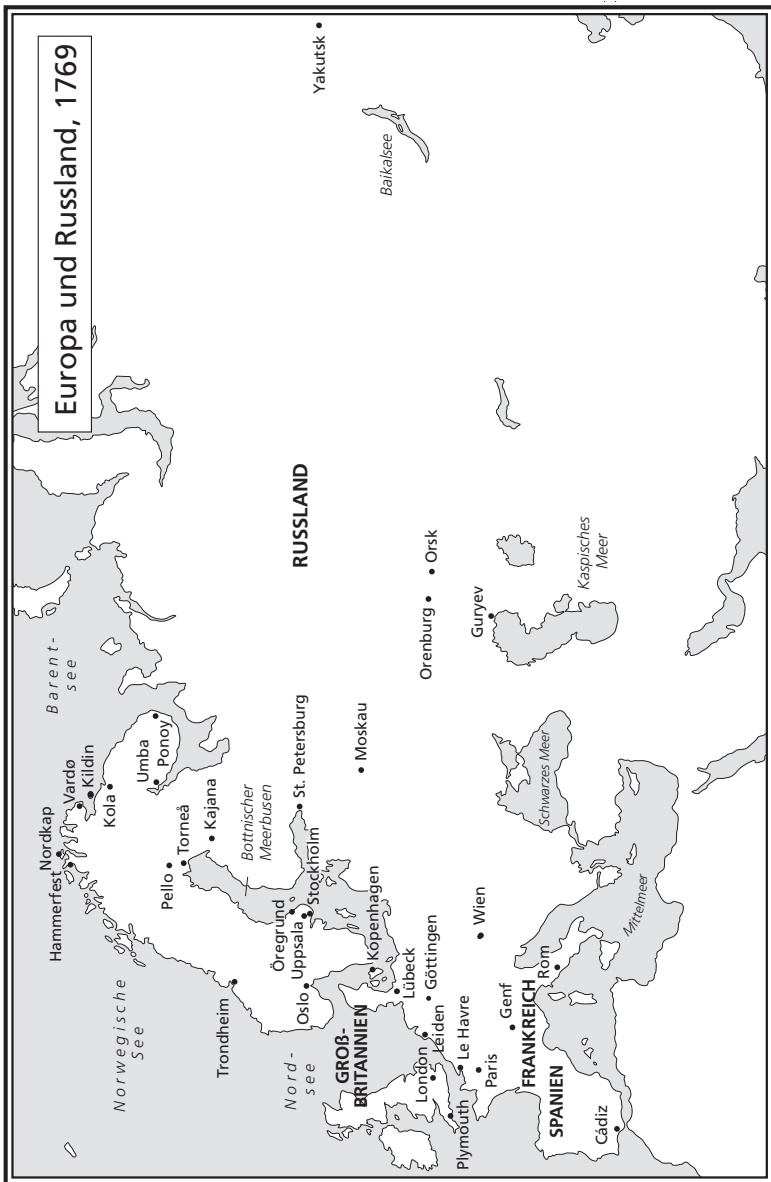 Europa und Russland, 1769
Barent-
see
Norwegische
See
Hammerfest
Nordkap
Vardø
Kildin
Kola
Umba
Ponoy
Pello
Torneå
Kajana
Trondheim
Bottnischer
Meerbusen
Öregrund
Uppsala
Stockholm
Oslo
St. Petersburg
Yakutsk
Baikalsee
RUSSLAND
Moskau
Nord-
see
GROß-
BRITANNIEN
Kopenhagen
Lübeck
Göttingen
Leiden
London
Plymouth
Le Havre
Paris
Wien
Orenburg
Orsk
Guryev
Kaspisches
Meer
Schwarzes Meer
Genf
FRANKREICH
SPANIEN
Rom
Cádiz
Mittelmeer